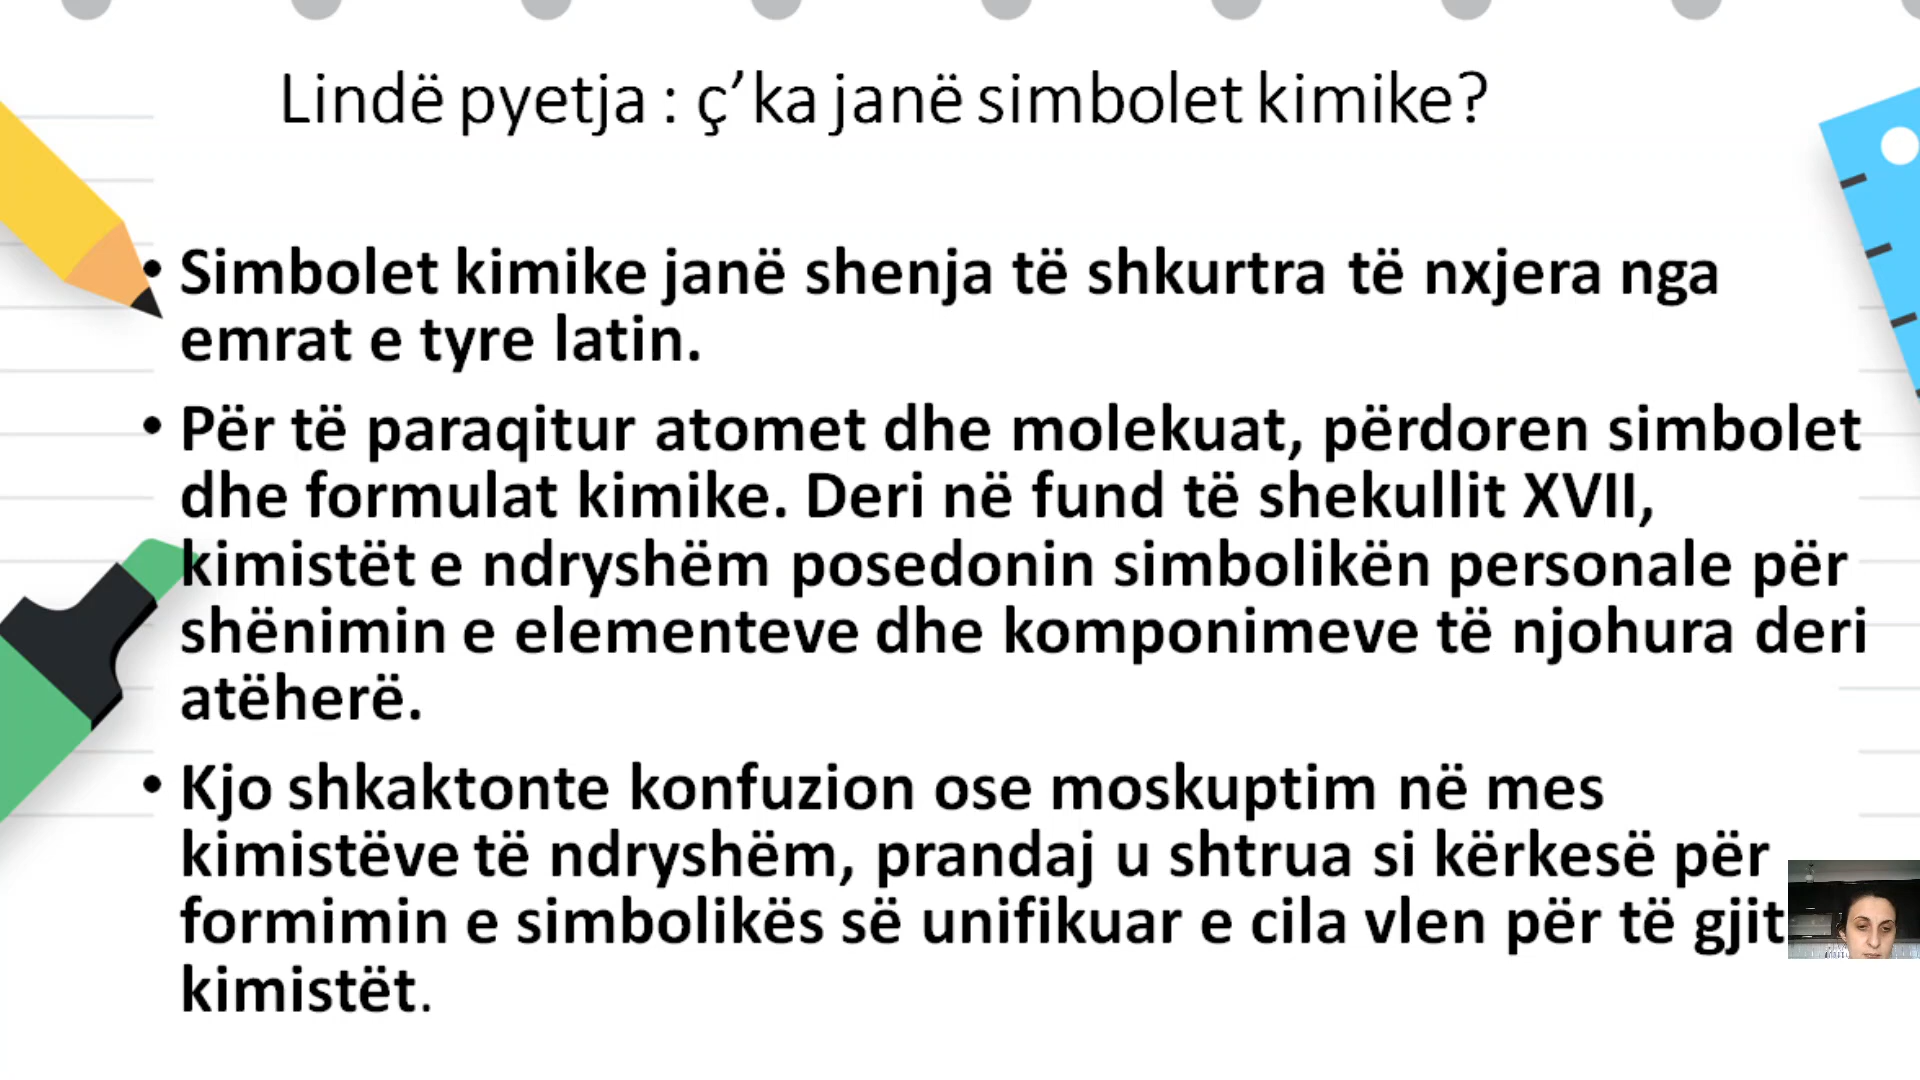 Lindë pyetja : ç’ka janë simbolet kimike?
• Simbolet kimike janë shenja të shkurtra të nxjera nga
emrat e tyre latin.
• Për të paraqitur atomet dhe molekuat, përdoren simbolet
dhe formulat kimike. Deri në fund të shekullit XVII,
kimistët e ndryshëm posedonin simbolikën personale për
shënimin e elementeve dhe komponimeve të njohura deri
atëherë.
• Kjo shkaktonte konfuzion ose moskuptim në mes
kimistëve të ndryshëm, prandaj u shtrua si kërkesë për
formimin e simbolikës së unifikuar e cila vlen për të
kimistët.